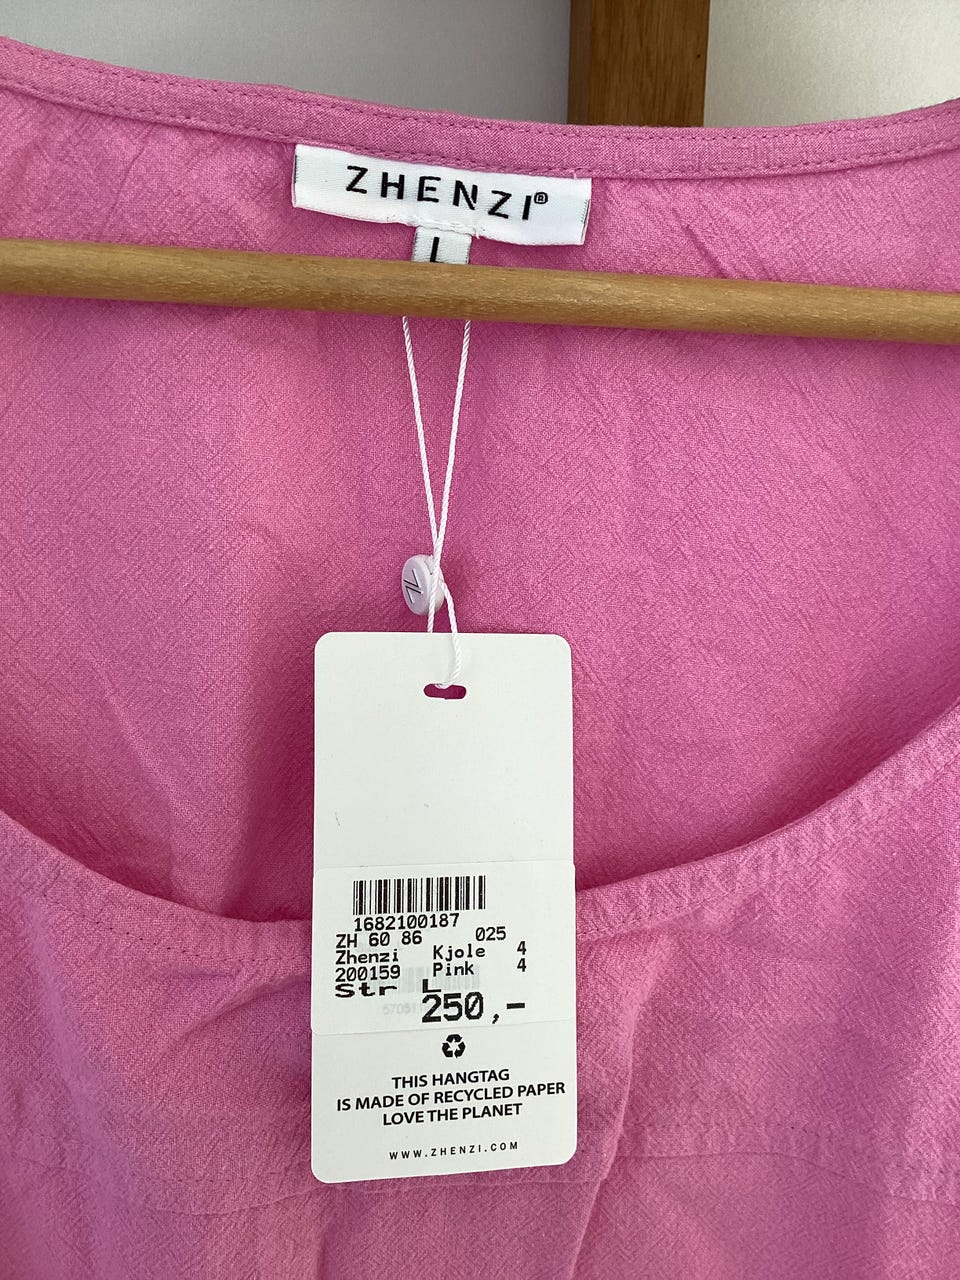 ZHENZI®
L
1682100187
ZH 60 86 025
Zhenzi Kjole 4
200159 Pink 4
Str L
250,-
THIS HANGTAG
IS MADE OF RECYCLED PAPER
LOVE THE PLANET
WWW.ZHENZI.COM